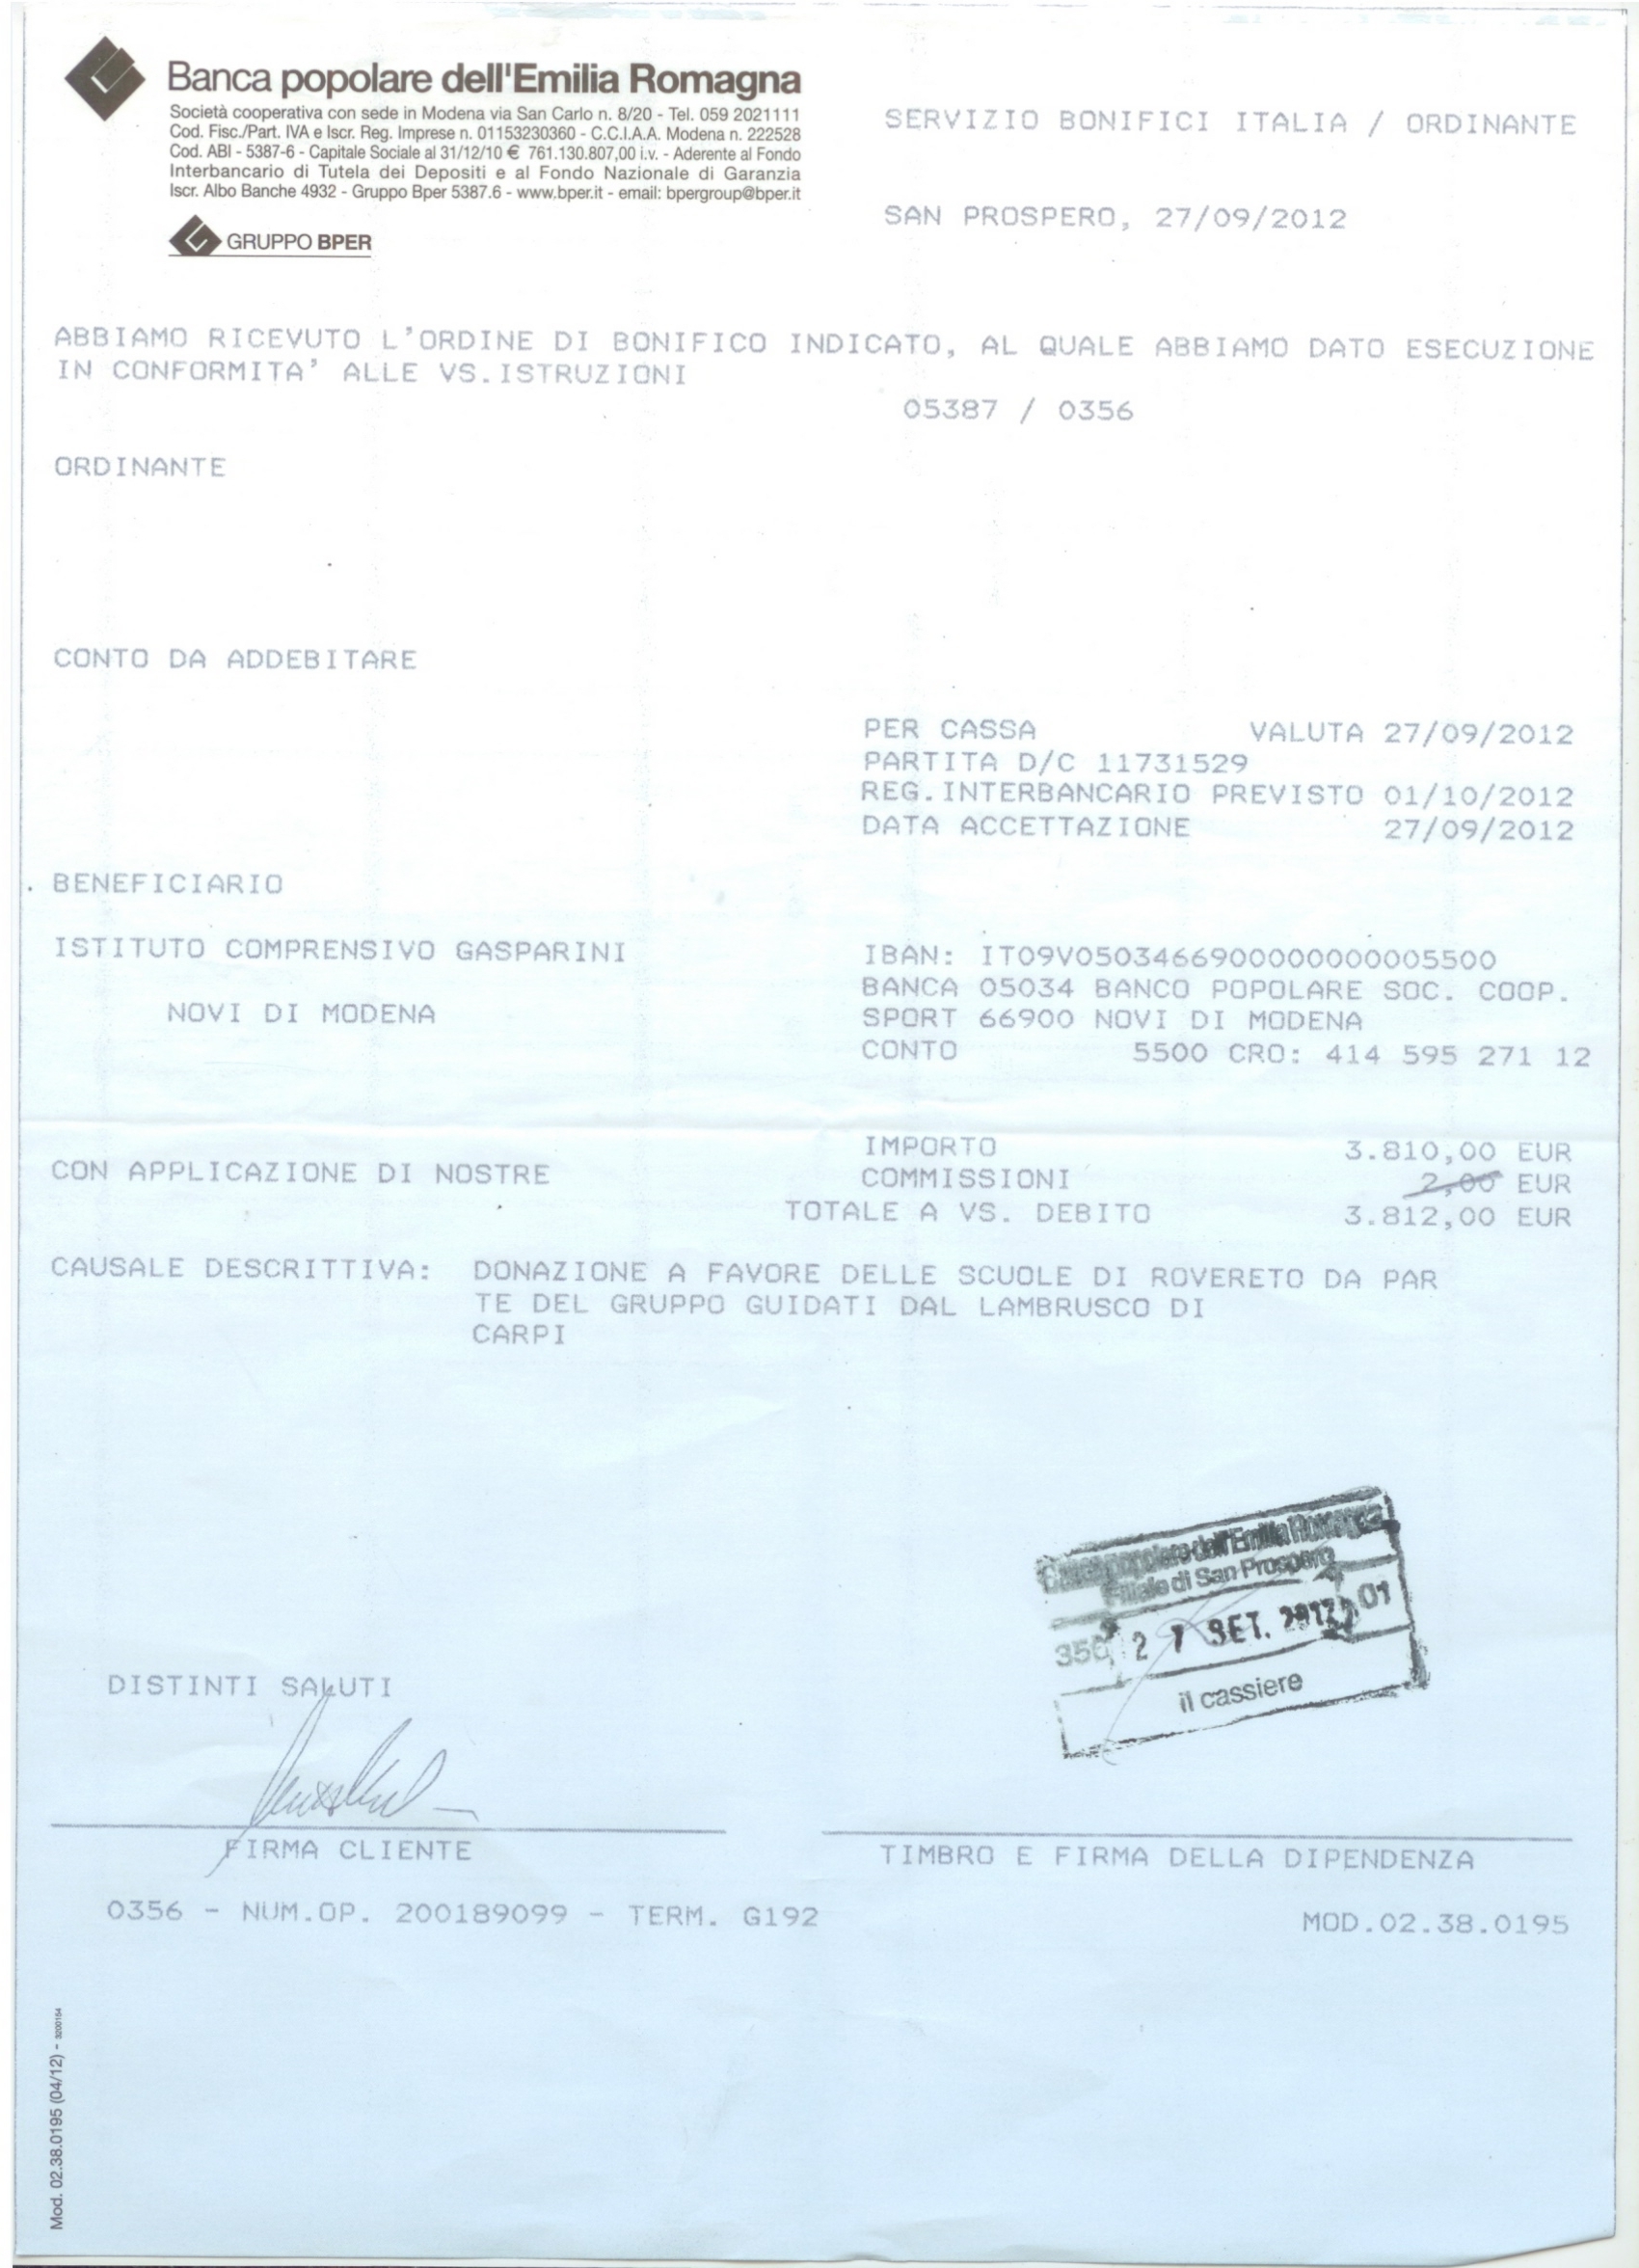 Banca popolare dell'Emilia Romagna
Società cooperativa con sede in Modena via San Carlo n. 8/20 - Tel. 059 2021111
Cod. Fisc./Part. IVA e Iscr. Reg. Imprese n. 01153230360 - C.C.I.A.A. Modena n. 222528
Cod. ABI - 5387-6 - Capitale Sociale al 31/12/10 € 761.130.807,00 i.v. - Aderente al Fondo
Interbancario di Tutela dei Depositi e al Fondo Nazionale di Garanzia
Iscr. Albo Banche 4932 - Gruppo Bper 5387.6 - www.bper.it - email: bpergroup@bper.it
GRUPPO BPER
SERVIZIO BONIFICI ITALIA / ORDINANTE
SAN PROSPERO, 27/09/2012
ABBIAMO RICEVUTO L'ORDINE DI BONIFICO INDICATO, AL QUALE ABBIAMO DATO ESECUZIONE
IN CONFORMITA' ALLE VS.ISTRUZIONI
05387 / 0356
ORDINANTE
CONTO DA ADDEBITARE
PER CASSA VALUTA 27/09/2012
PARTITA D/C 11731529
REG.INTERBANCARIO PREVISTO 01/10/2012
DATA ACCETTAZIONE 27/09/2012
BENEFICIARIO
ISTITUTO COMPRENSIVO GASPARINI
NOVI DI MODENA
IBAN: IT09V0503466900000000005500
BANCA 05034 BANCO POPOLARE SOC. COOP.
SPORT 66900 NOVI DI MODENA
CONTO 5500 CRO: 414 595 271 12
IMPORTO 3.810,00 EUR
CON APPLICAZIONE DI NOSTRE COMMISSIONI 2,00 EUR
TOTALE A VS. DEBITO 3.812,00 EUR
CAUSALE DESCRITTIVA: DONAZIONE A FAVORE DELLE SCUOLE DI ROVERETO DA PAR
TE DEL GRUPPO GUIDATI DAL LAMBRUSCO DI
CARPI
Banca popolare dell'Emilia Romagna
Filiale di San Prospero
356 27 SET. 2012 01
il cassiere
DISTINTI SALUTI
FIRMA CLIENTE
TIMBRO E FIRMA DELLA DIPENDENZA
0356 - NUM.OP. 200189099 - TERM. G192
MOD.02.38.0195
Mod. 02.38.0195 (04/12) - 3200154